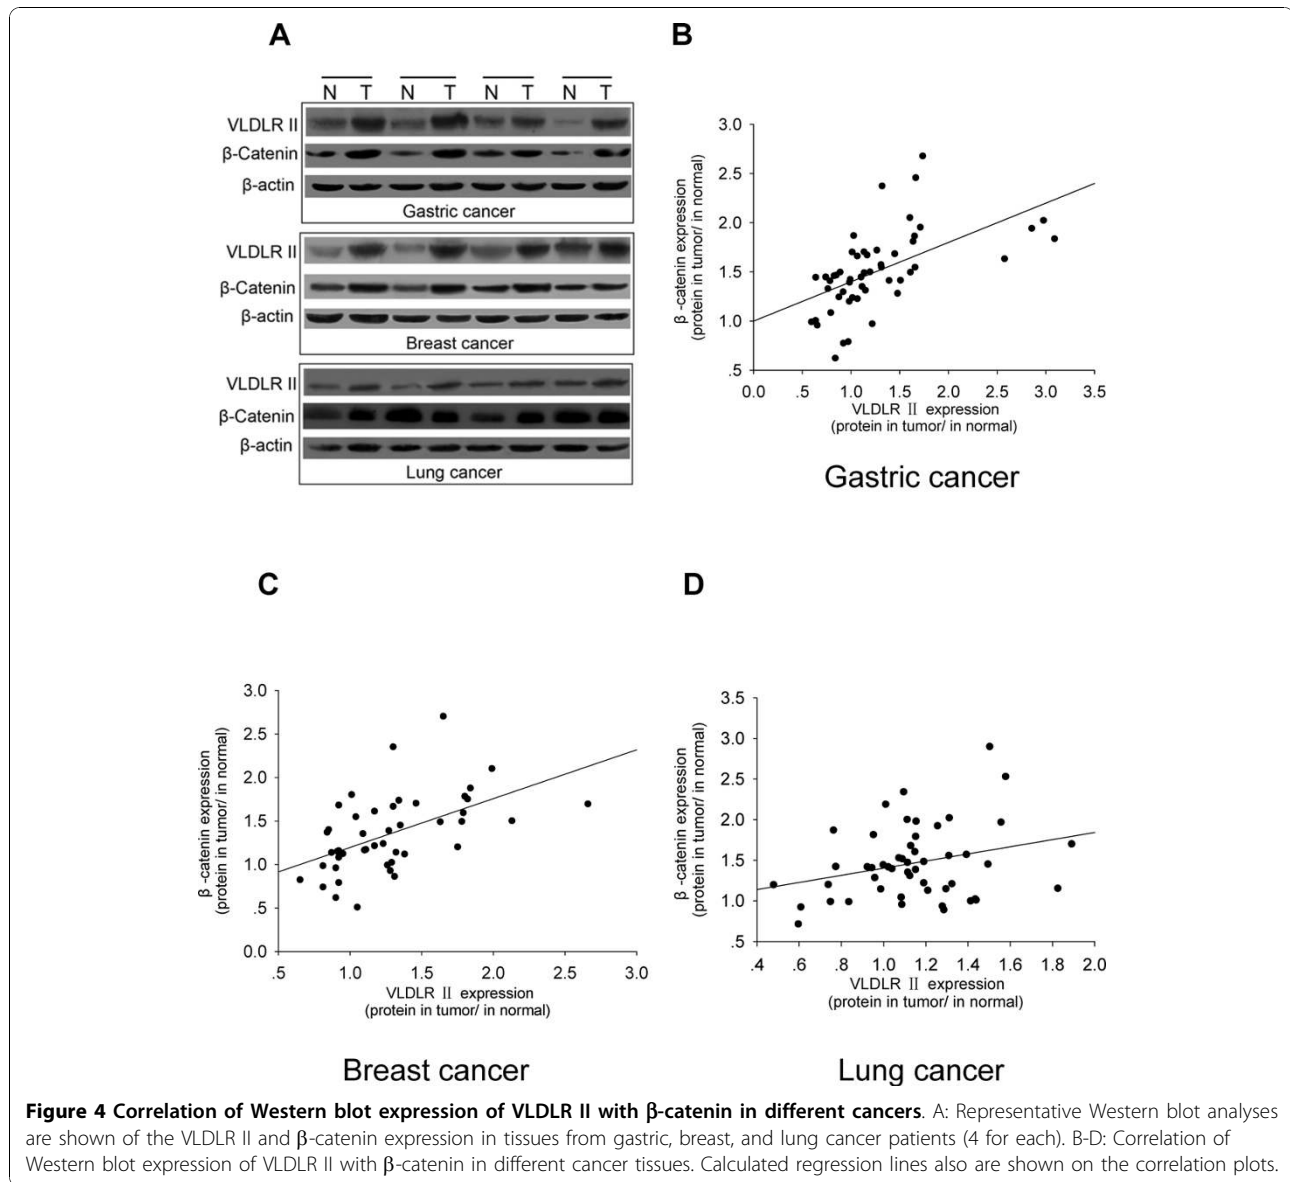 A
N T N T N T N T
VLDLR II
β-Catenin
β-actin
Gastric cancer
VLDLR II
β-Catenin
β-actin
Breast cancer
VLDLR II
β-Catenin
β-actin
Lung cancer
B
β -catenin expression
(protein in tumor/ in normal)
3.0
2.5
2.0
1.5
1.0
.5
0.0 .5 1.0 1.5 2.0 2.5 3.0 3.5
VLDLR II expression
(protein in tumor/ in normal)
Gastric cancer
C
β -catenin expression
(protein in tumor/ in normal)
3.0
2.5
2.0
1.5
1.0
.5
0.0
.5 1.0 1.5 2.0 2.5 3.0
VLDLR II expression
(protein in tumor/ in normal)
Breast cancer
D
β -catenin expression
(protein in tumor/ in normal)
3.5
3.0
2.5
2.0
1.5
1.0
.5
.4 .6 .8 1.0 1.2 1.4 1.6 1.8 2.0
VLDLR II expression
(protein in tumor/ in normal)
Lung cancer
Figure 4 Correlation of Western blot expression of VLDLR II with β-catenin in different cancers. A: Representative Western blot analyses
are shown of the VLDLR II and β-catenin expression in tissues from gastric, breast, and lung cancer patients (4 for each). B-D: Correlation of
Western blot expression of VLDLR II with β-catenin in different cancer tissues. Calculated regression lines also are shown on the correlation plots.